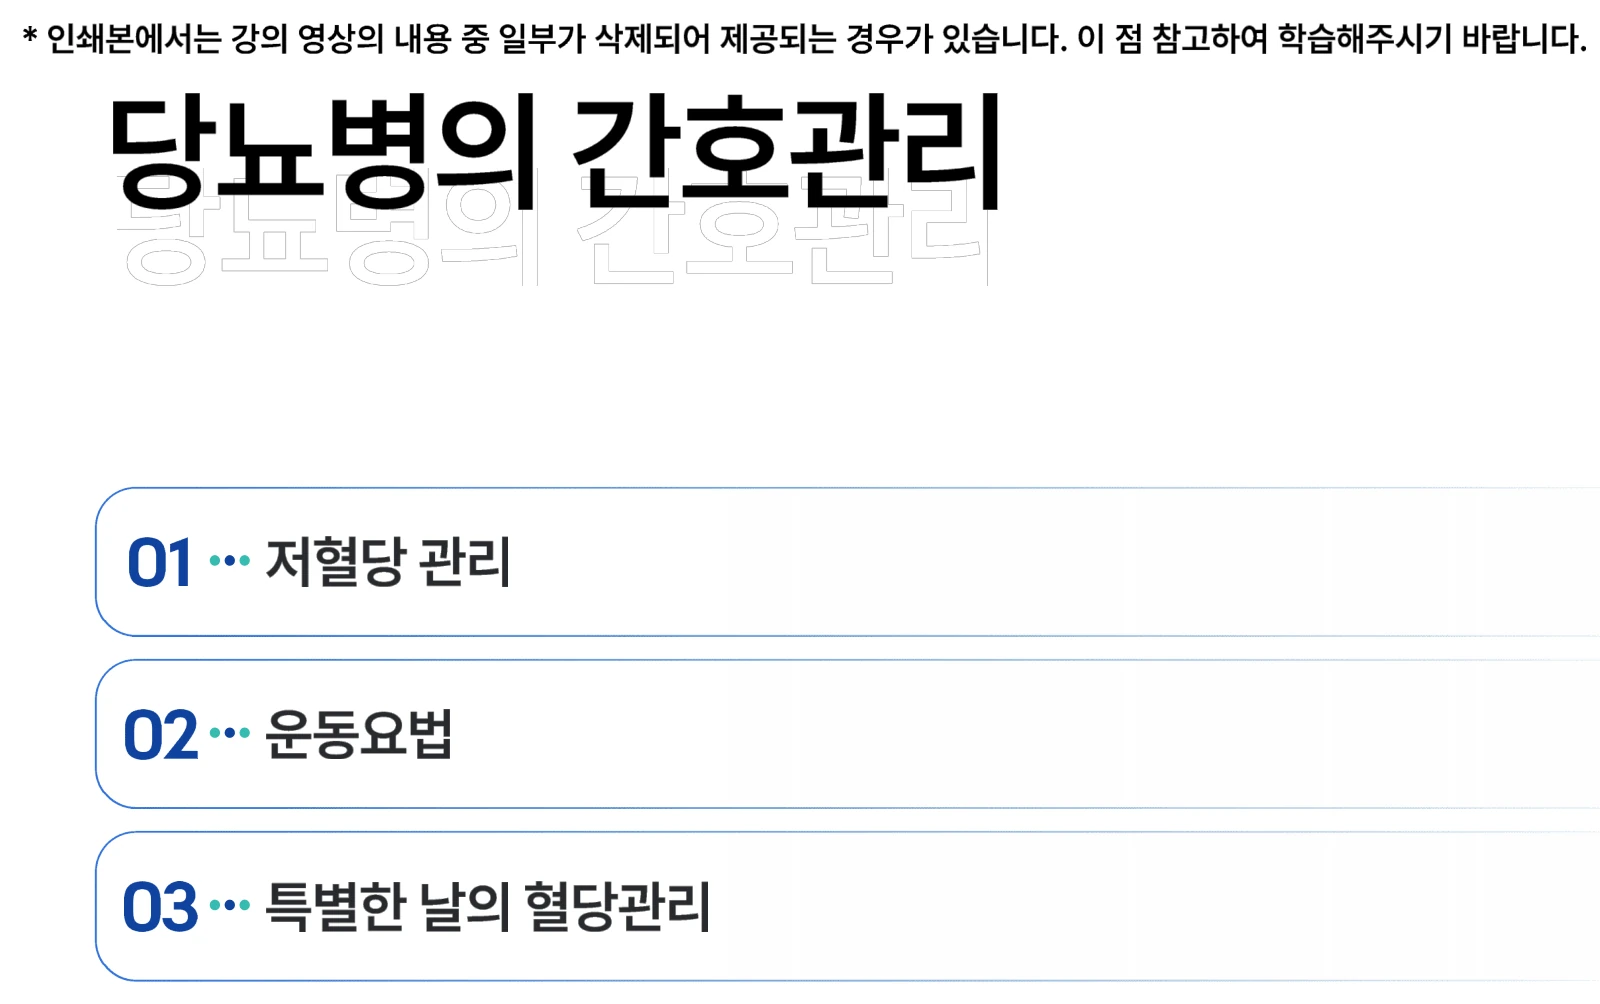 * 인쇄본에서는 강의 영상의 내용 중 일부가 삭제되어 제공되는 경우가 있습니다. 이 점 참고하여 학습해주시기 바랍니다.
당뇨병의 간호관리
당뇨병의 간호관리
01 ••• 저혈당 관리
02 ••• 운동요법
03 ••• 특별한 날의 혈당관리